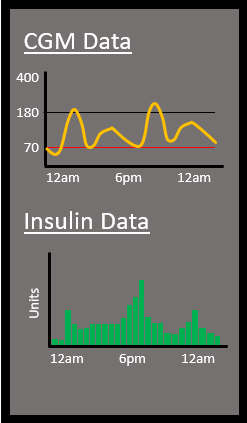 CGM Data
400
180
70
12am 6pm 12am
Insulin Data
Units
12am 6pm 12am